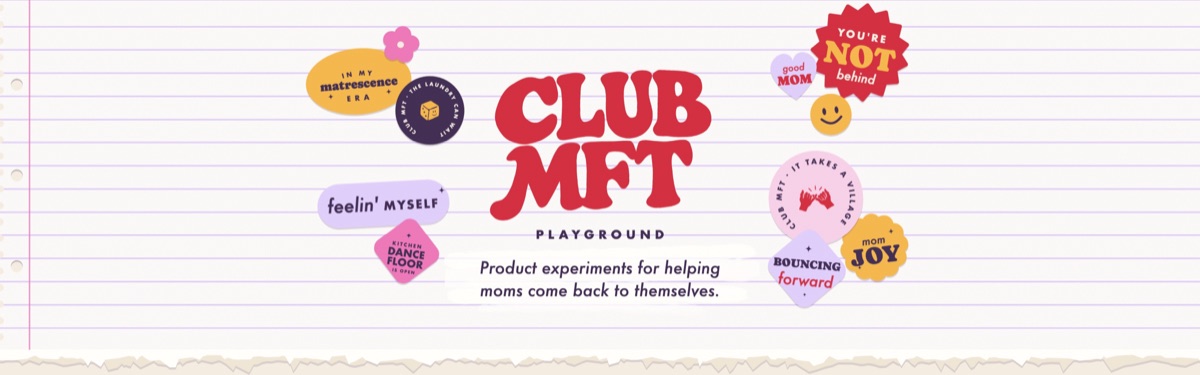 IN MY
matrescence
ERA
CLUB MFT · THE LAUNDRY CAN WAIT
feelin' MYSELF
KITCHEN
DANCE
FLOOR
IS OPEN
CLUB
MFT
PLAYGROUND
Product experiments for helping
moms come back to themselves.
good
MOM
YOU'RE
NOT
behind
CLUB MFT · IT TAKES A VILLAGE
BOUNCING
forward
mom
JOY